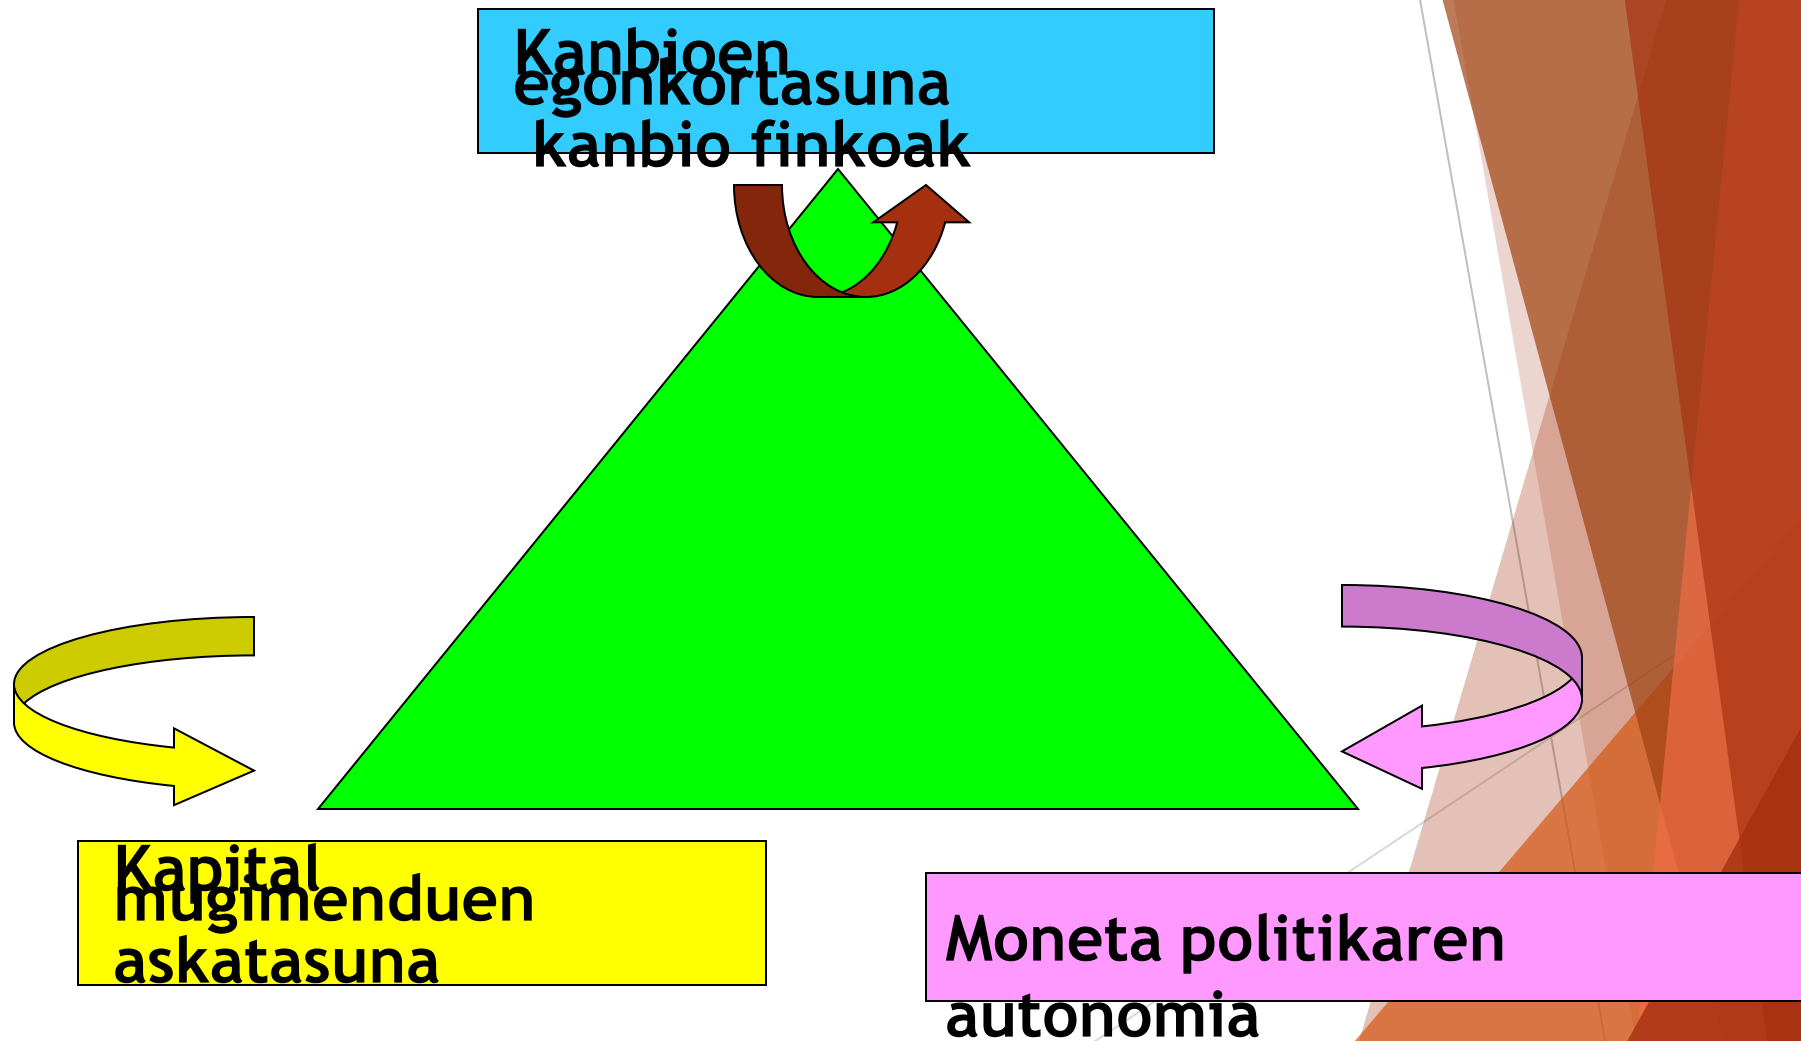 Kanbioen
egonkortasuna
kanbio finkoak
Kapital
mugimenduen
askatasuna
Moneta politikaren
autonomia